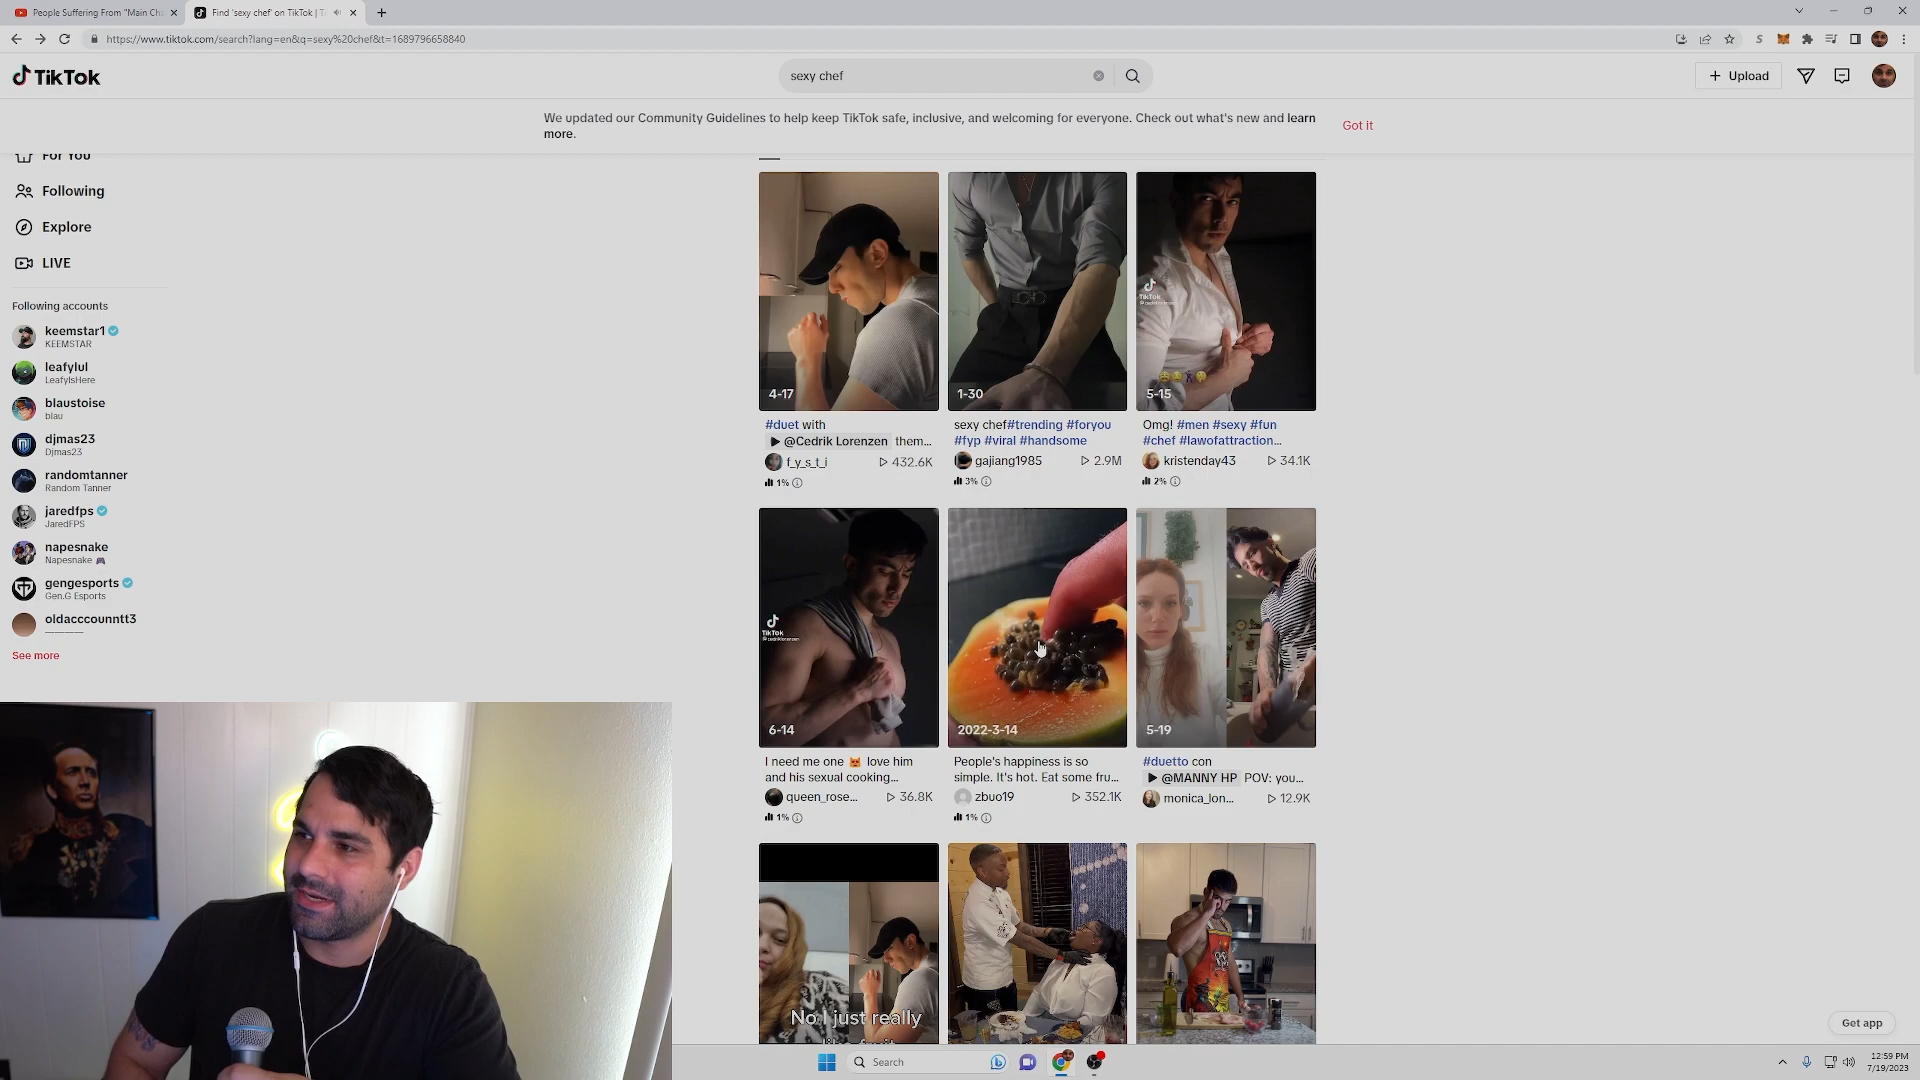 People Suffering From "Main Ch
Find 'sexy chef' on TikTok | T
https://www.tiktok.com/search?lang=en&q=sexy%20chef&t=1689796658840
TikTok
sexy chef
Upload
We updated our Community Guidelines to help keep TikTok safe, inclusive, and welcoming for everyone. Check out what's new and learn
more.
Got it
For You
Following
Explore
LIVE
Following accounts
keemstar1
KEEMSTAR
leafylul
LeafyIsHere
blaustoise
blau
djmas23
Djmas23
randomtanner
Random Tanner
jaredfps
JaredFPS
napesnake
Napesnake
gengesports
Gen.G Esports
oldacccounntt3
See more
4-17
#duet with
@Cedrik Lorenzen them...
f_y_s_t_i 432.6K
1%
1-30
sexy chef#trending #foryou
#fyp #viral #handsome
gajiang1985 2.9M
3%
TikTok
5-15
Omg! #men #sexy #fun
#chef #lawofattraction...
kristenday43 34.1K
2%
TikTok
6-14
I need me one love him
and his sexual cooking...
queen_rose... 36.8K
1%
2022-3-14
People's happiness is so
simple. It's hot. Eat some fru...
zbuo19 352.1K
1%
5-19
#duetto con
@MANNY HP POV: you...
monica_lon... 12.9K
No I just really
Get app
Search
12:59 PM
7/19/2023